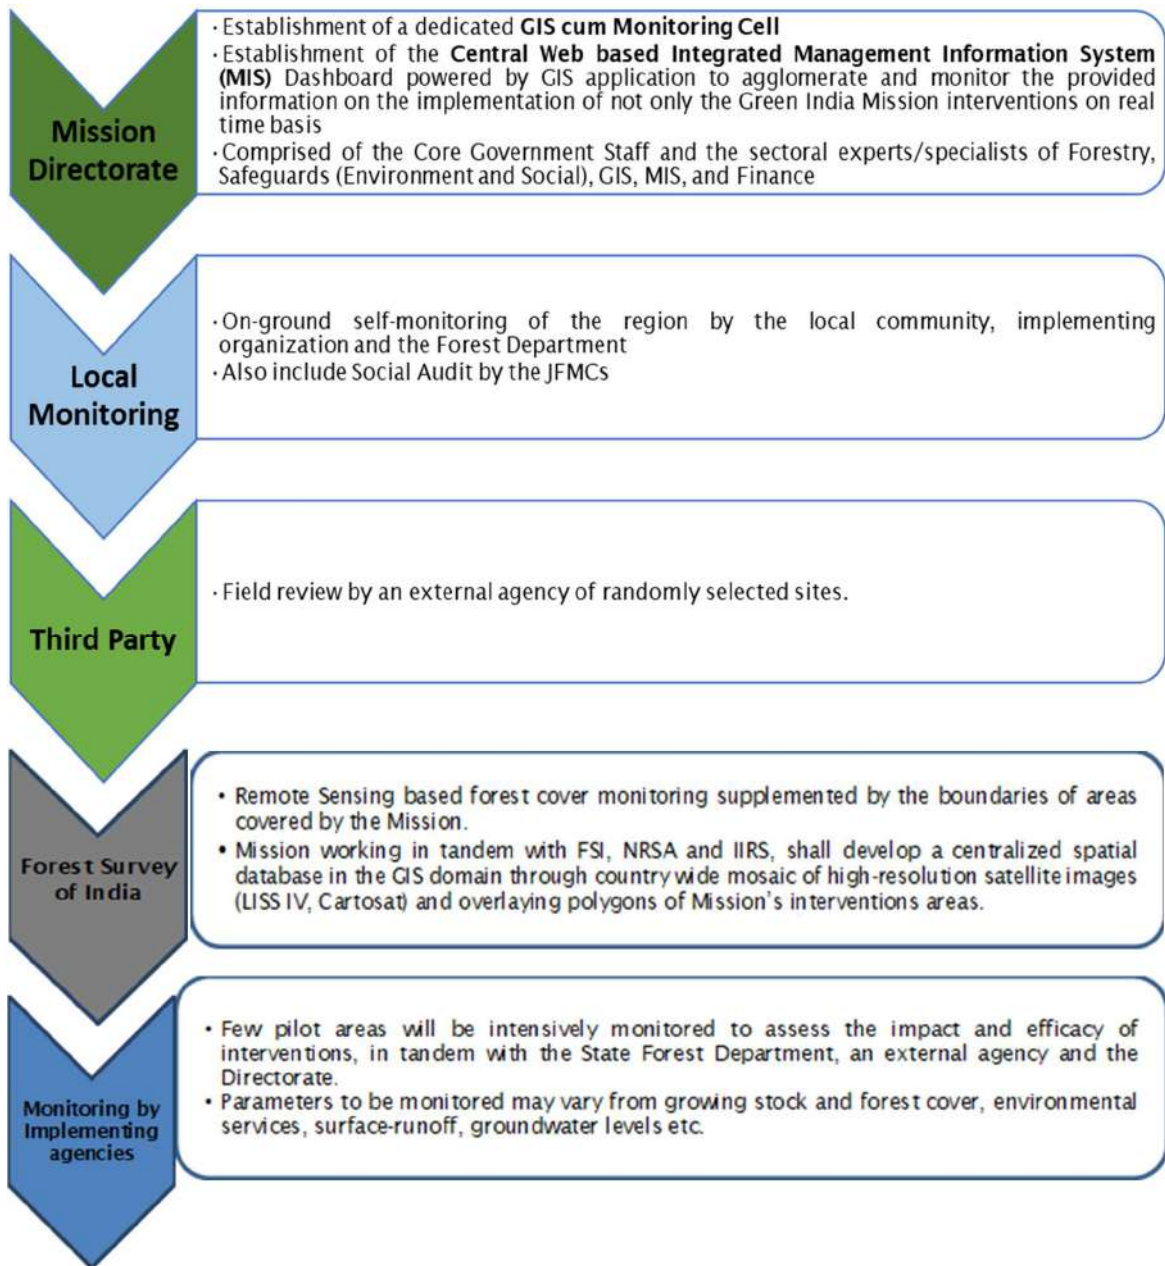 Mission
Directorate
· Establishment of a dedicated GIS cum Monitoring Cell
· Establishment of the Central Web based Integrated Management Information System
(MIS) Dashboard powered by GIS application to agglomerate and monitor the provided
information on the implementation of not only the Green India Mission interventions on real
time basis
· Comprised of the Core Government Staff and the sectoral experts/specialists of Forestry,
Safeguards (Environment and Social), GIS, MIS, and Finance
Local
Monitoring
· On-ground self-monitoring of the region by the local community, implementing
organization and the Forest Department
· Also include Social Audit by the JFMCs
Third Party
· Field review by an external agency of randomly selected sites.
Forest Survey
of India
• Remote Sensing based forest cover monitoring supplemented by the boundaries of areas
covered by the Mission.
• Mission working in tandem with FSI, NRSA and IIRS, shall develop a centralized spatial
database in the GIS domain through country wide mosaic of high-resolution satellite images
(LISS IV, Cartosat) and overlaying polygons of Mission's interventions areas.
Monitoring by
Implementing
agencies
• Few pilot areas will be intensively monitored to assess the impact and efficacy of
interventions, in tandem with the State Forest Department, an external agency and the
Directorate.
• Parameters to be monitored may vary from growing stock and forest cover, environmental
services, surface-runoff, groundwater levels etc.